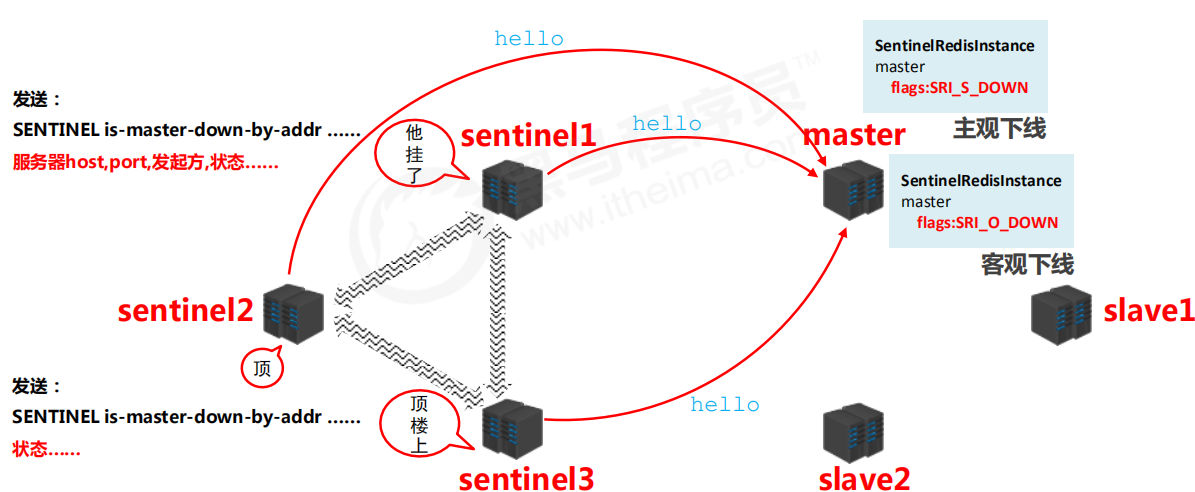 hello
SentinelRedisInstance
master
flags:SRI_S_DOWN
主观下线
发送：
SENTINEL is-master-down-by-addr ……
服务器host,port,发起方,状态……
他
挂
了
sentinel1
hello
master
黑马程序员™
www.itheima.com
SentinelRedisInstance
master
flags:SRI_O_DOWN
客观下线
sentinel2
slave1
顶
发送：
SENTINEL is-master-down-by-addr ……
状态……
顶
楼
上
hello
sentinel3
slave2